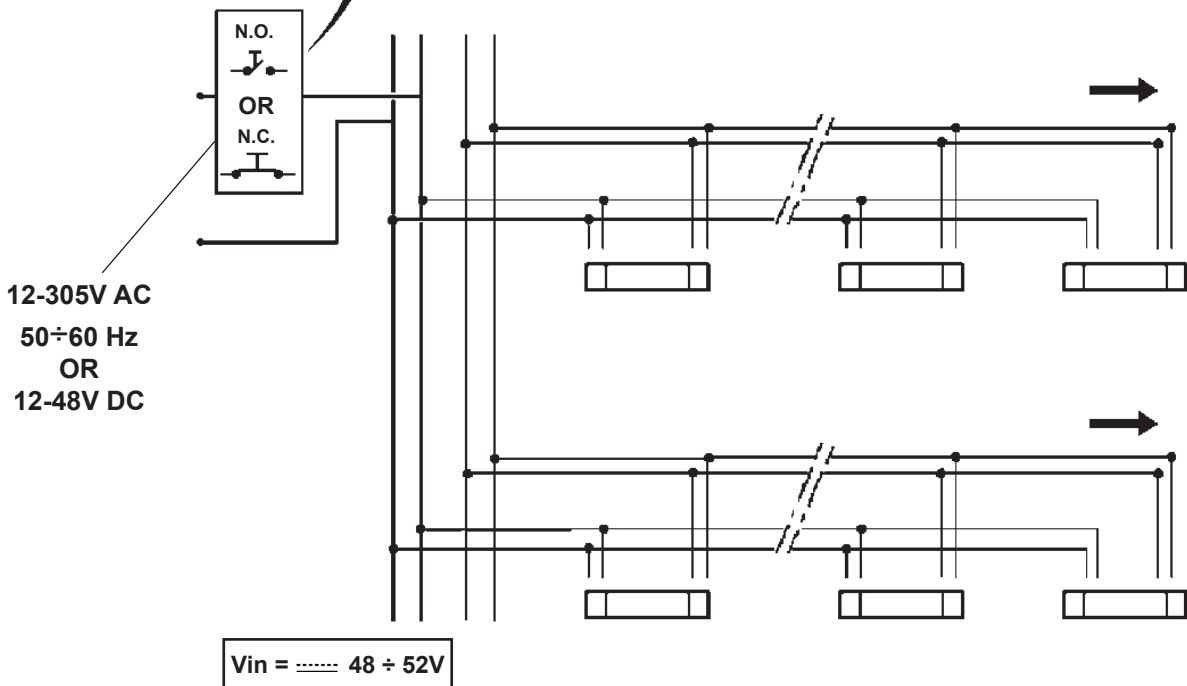 N.O.
OR
N.C.
12-305V AC
50÷60 Hz
OR
12-48V DC
Vin = 48 ÷ 52V